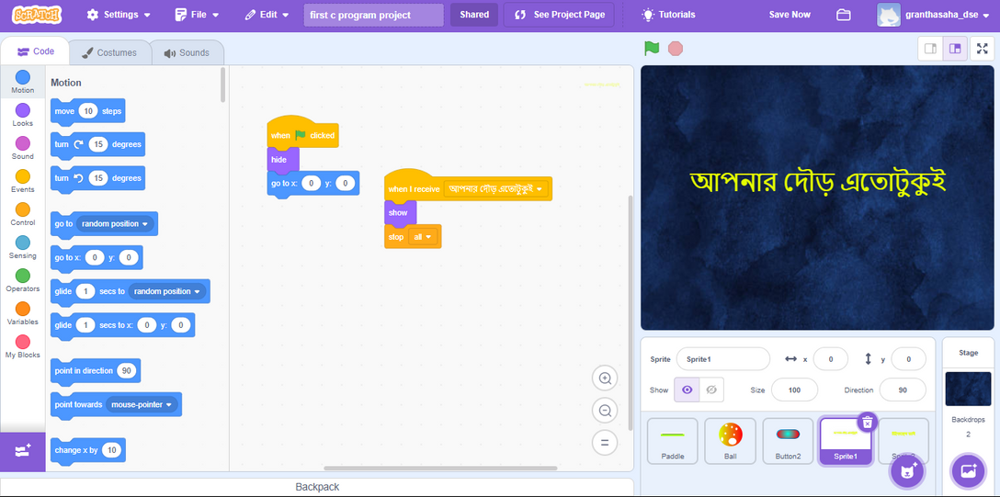 SCRATCH Settings File Edit first c program project Shared See Project Page Tutorials Save Now granthasaha_dse
Code Costumes Sounds
Motion
Looks
Sound
Events
Control
Sensing
Operators
Variables
My Blocks
Motion
move 10 steps
turn 15 degrees
turn 15 degrees
go to random position
go to x: 0 y: 0
glide 1 secs to random position
glide 1 secs to x: 0 y: 0
point in direction 90
point towards mouse-pointer
change x by 10
when clicked
hide
go to x: 0 y: 0
when I receive আপনার দৌড় এতোটুকুই
show
stop all
Backpack
আপনার দৌড় এতোটুকুই
Sprite Sprite1 x 0 y 0
Show Size 100 Direction 90
Paddle Ball Button2 Sprite1
Stage
Backdrops
2